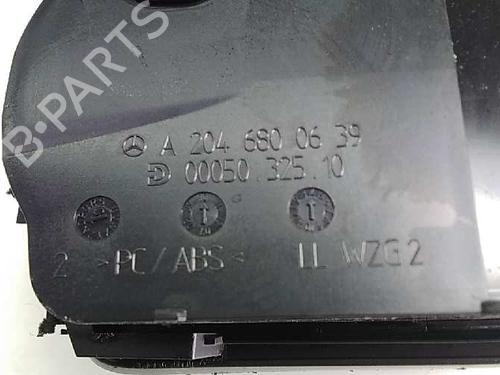 B-PARTS
A 204 680 06 39
D 00050 325 10
2 >PC/ABS< LL WZG 2